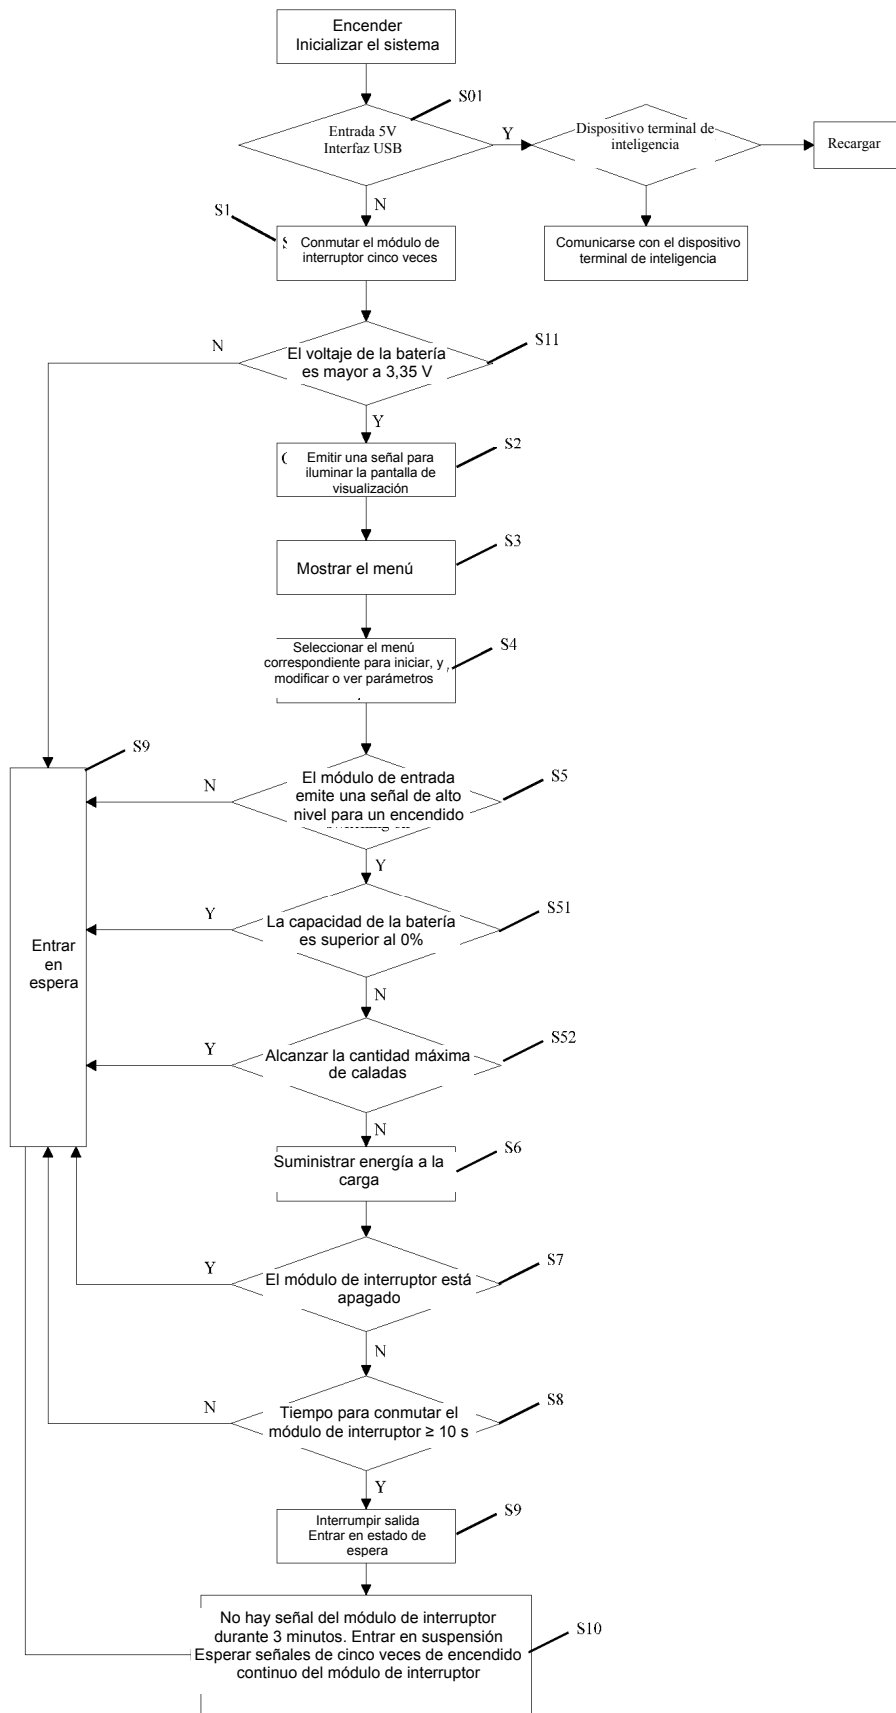 Encender
Inicializar el sistema
S01
Entrada 5V
Interfaz USB
Y
Dispositivo terminal de
inteligencia
Recargar
N
S1
Conmutar el módulo de
interruptor cinco veces
Comunicarse con el dispositivo
terminal de inteligencia
N
S11
El voltaje de la batería
es mayor a 3,35 V
Y
S2
Emitir una señal para
iluminar la pantalla de
visualización
S3
Mostrar el menú
S4
Seleccionar el menú
correspondiente para iniciar, y
modificar o ver parámetros
S9
S5
N
El módulo de entrada
emite una señal de alto
nivel para un encendido
Y
S51
Y
La capacidad de la batería
es superior al 0%
Entrar
en
espera
N
S52
Y
Alcanzar la cantidad máxima
de caladas
N
S6
Suministrar energía a la
carga
S7
Y
El módulo de interruptor está
apagado
N
S8
N
Tiempo para conmutar el
módulo de interruptor ≥ 10 s
Y
S9
Interrumpir salida
Entrar en estado de
espera
No hay señal del módulo de interruptor
durante 3 minutos. Entrar en suspensión
S10
Esperar señales de cinco veces de encendido
continuo del módulo de interruptor